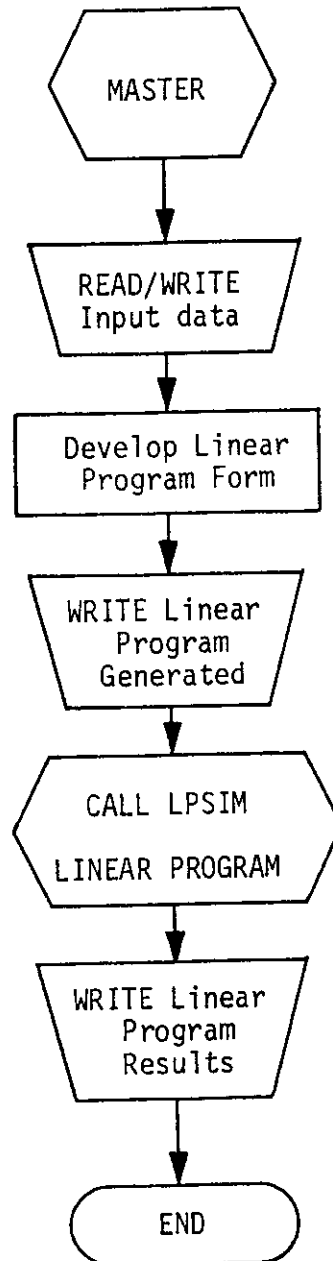 MASTER
READ/WRITE
Input data
Develop Linear
Program Form
WRITE Linear
Program
Generated
CALL LPSIM
LINEAR PROGRAM
WRITE Linear
Program
Results
END